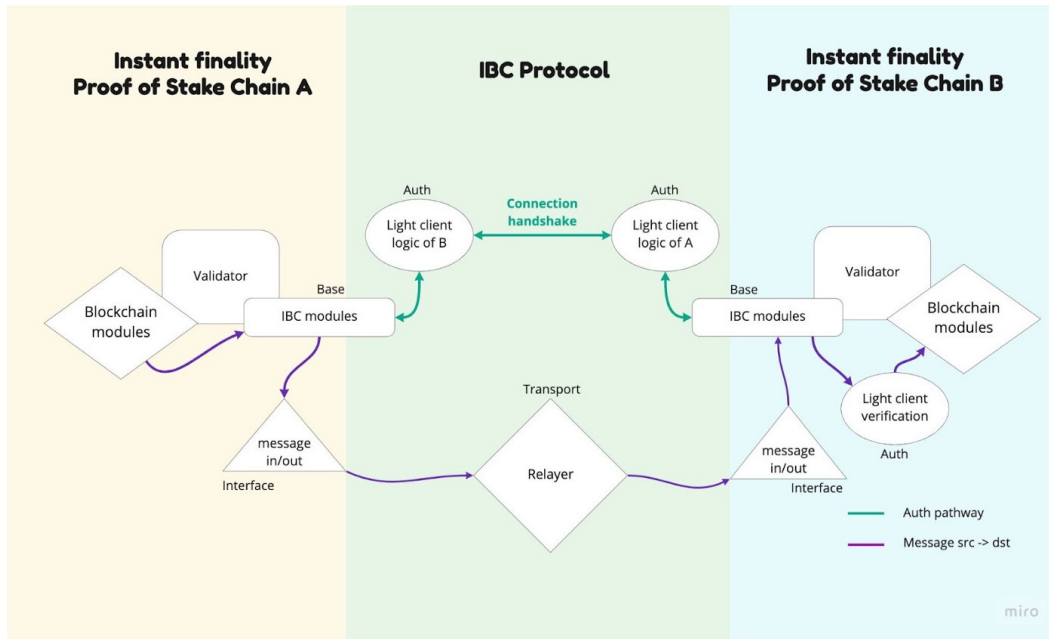 Instant finality
Proof of Stake Chain A
IBC Protocol
Instant finality
Proof of Stake Chain B
Auth
Light client
logic of B
Connection
handshake
Auth
Light client
logic of A
Validator
Blockchain
modules
Base
IBC modules
Base
IBC modules
Validator
Blockchain
modules
Light client
verification
Auth
message
in/out
Interface
Transport
Relayer
message
in/out
Interface
Auth pathway
Message src -> dst
miro